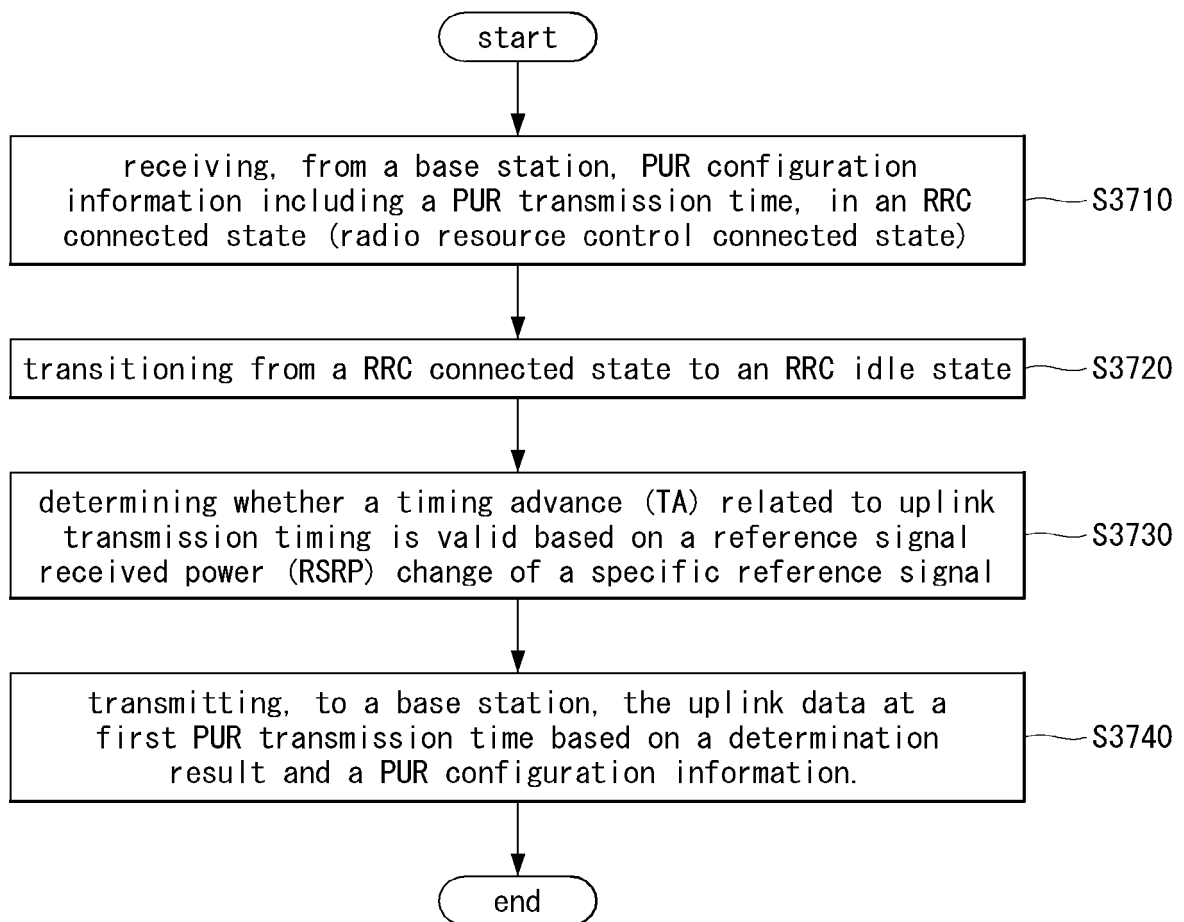 start
receiving, from a base station, PUR configuration
information including a PUR transmission time, in an RRC
connected state (radio resource control connected state)
S3710
transitioning from a RRC connected state to an RRC idle state
S3720
determining whether a timing advance (TA) related to uplink
transmission timing is valid based on a reference signal
received power (RSRP) change of a specific reference signal
S3730
transmitting, to a base station, the uplink data at a
first PUR transmission time based on a determination
result and a PUR configuration information.
S3740
end